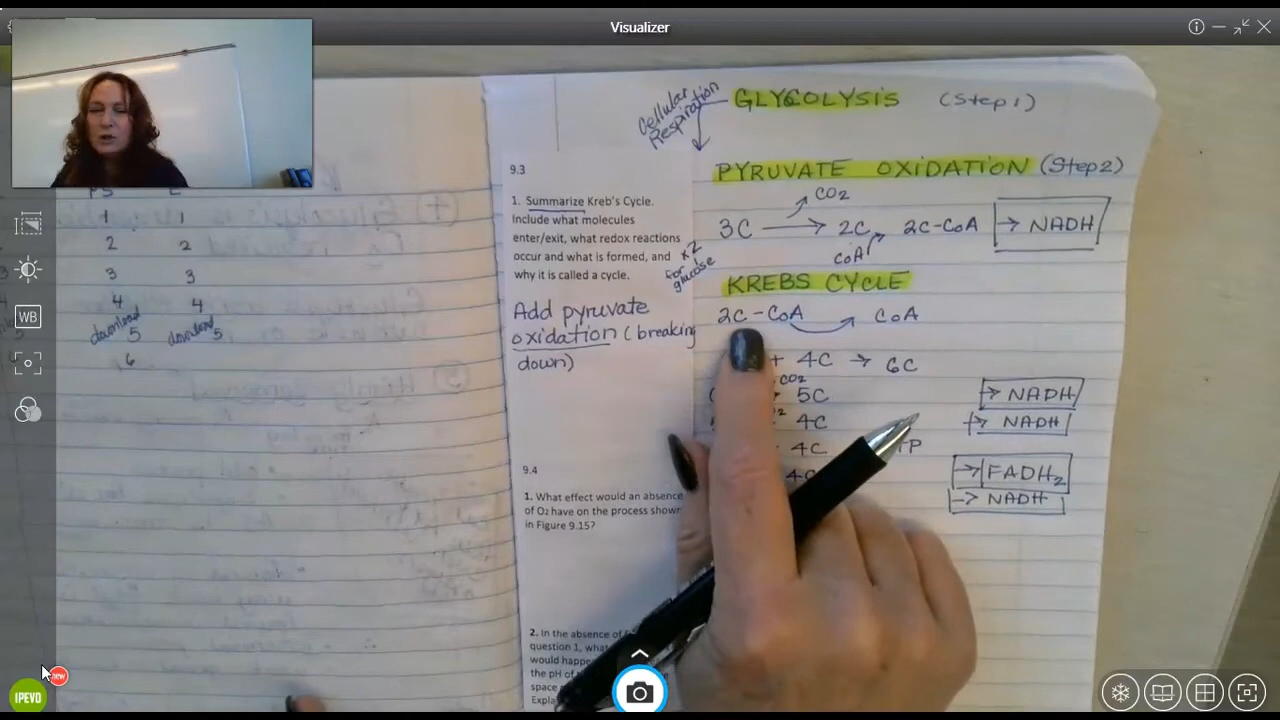 Visualizer
Cellular
Respiration
GLYCOLYSIS (Step 1)
PYRUVATE OXIDATION (Step 2)
CO2
3C → 2C 2C-CoA → NADH
CoA
x2
for
glucose
KREBS CYCLE
2C-CoA CoA
+ 4C → 6C
CO2
5C → NADH
4C → NADH
4C
4C → FADH2
→ NADH
9.3
1. Summarize Kreb's Cycle.
Include what molecules
enter/exit, what redox reactions
occur and what is formed, and
why it is called a cycle.
Add pyruvate
oxidation (breaking
down)
9.4
1. What effect would an absence
of O2 have on the process shown
in Figure 9.15?
2. In the absence of
question 1,
would
the pH of
space
1 1
2 2
3 3
4 4
download download
5 5
6
WB
new
IPEVO